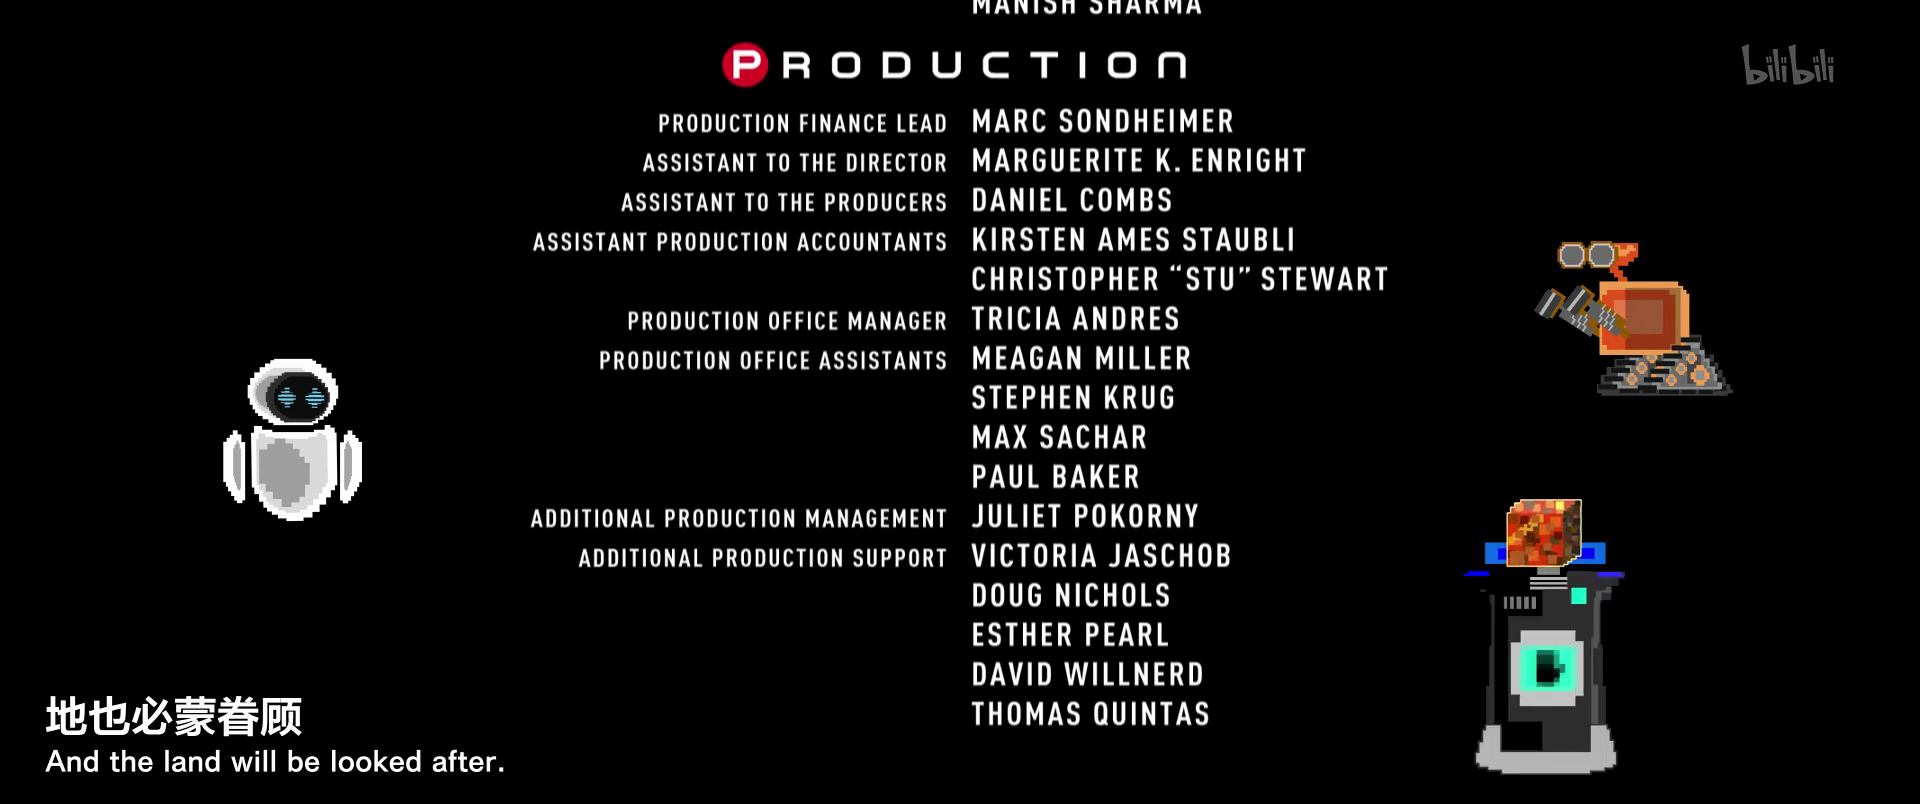 MANISH SHARMA
PRODUCTION
bilibili
PRODUCTION FINANCE LEAD MARC SONDHEIMER
ASSISTANT TO THE DIRECTOR MARGUERITE K. ENRIGHT
ASSISTANT TO THE PRODUCERS DANIEL COMBS
ASSISTANT PRODUCTION ACCOUNTANTS KIRSTEN AMES STAUBLI
CHRISTOPHER “STU” STEWART
PRODUCTION OFFICE MANAGER TRICIA ANDRES
PRODUCTION OFFICE ASSISTANTS MEAGAN MILLER
STEPHEN KRUG
MAX SACHAR
PAUL BAKER
ADDITIONAL PRODUCTION MANAGEMENT JULIET POKORNY
ADDITIONAL PRODUCTION SUPPORT VICTORIA JASCHOB
DOUG NICHOLS
ESTHER PEARL
DAVID WILLNERD
THOMAS QUINTAS
地也必蒙眷顾
And the land will be looked after.